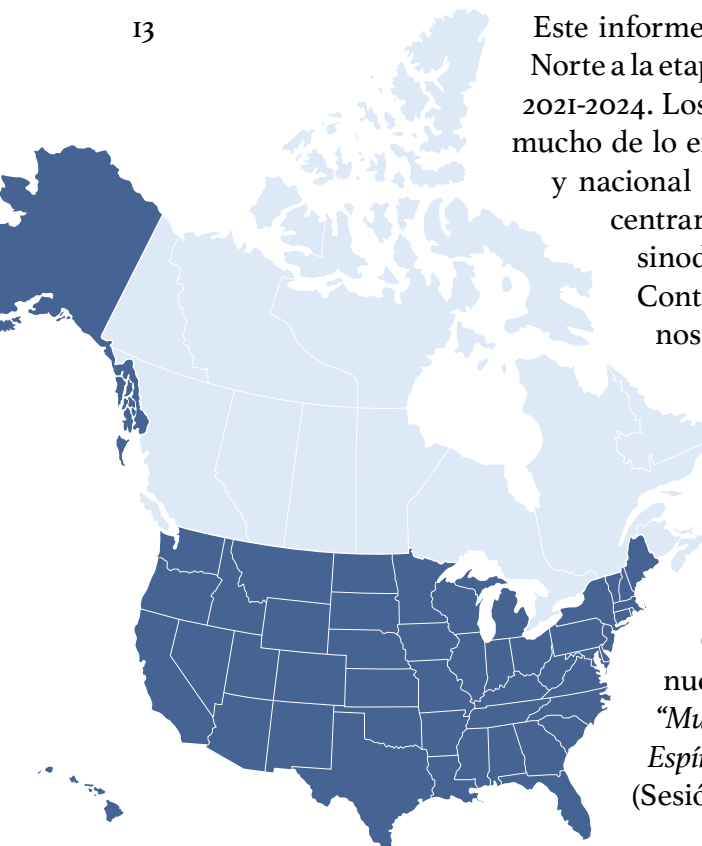 13
Este informe
Norte a la etap
2021-2024. Los
mucho de lo e
y nacional
centrar
sinod
Cont
nos
nue
“Mu
Espír
(Sesió